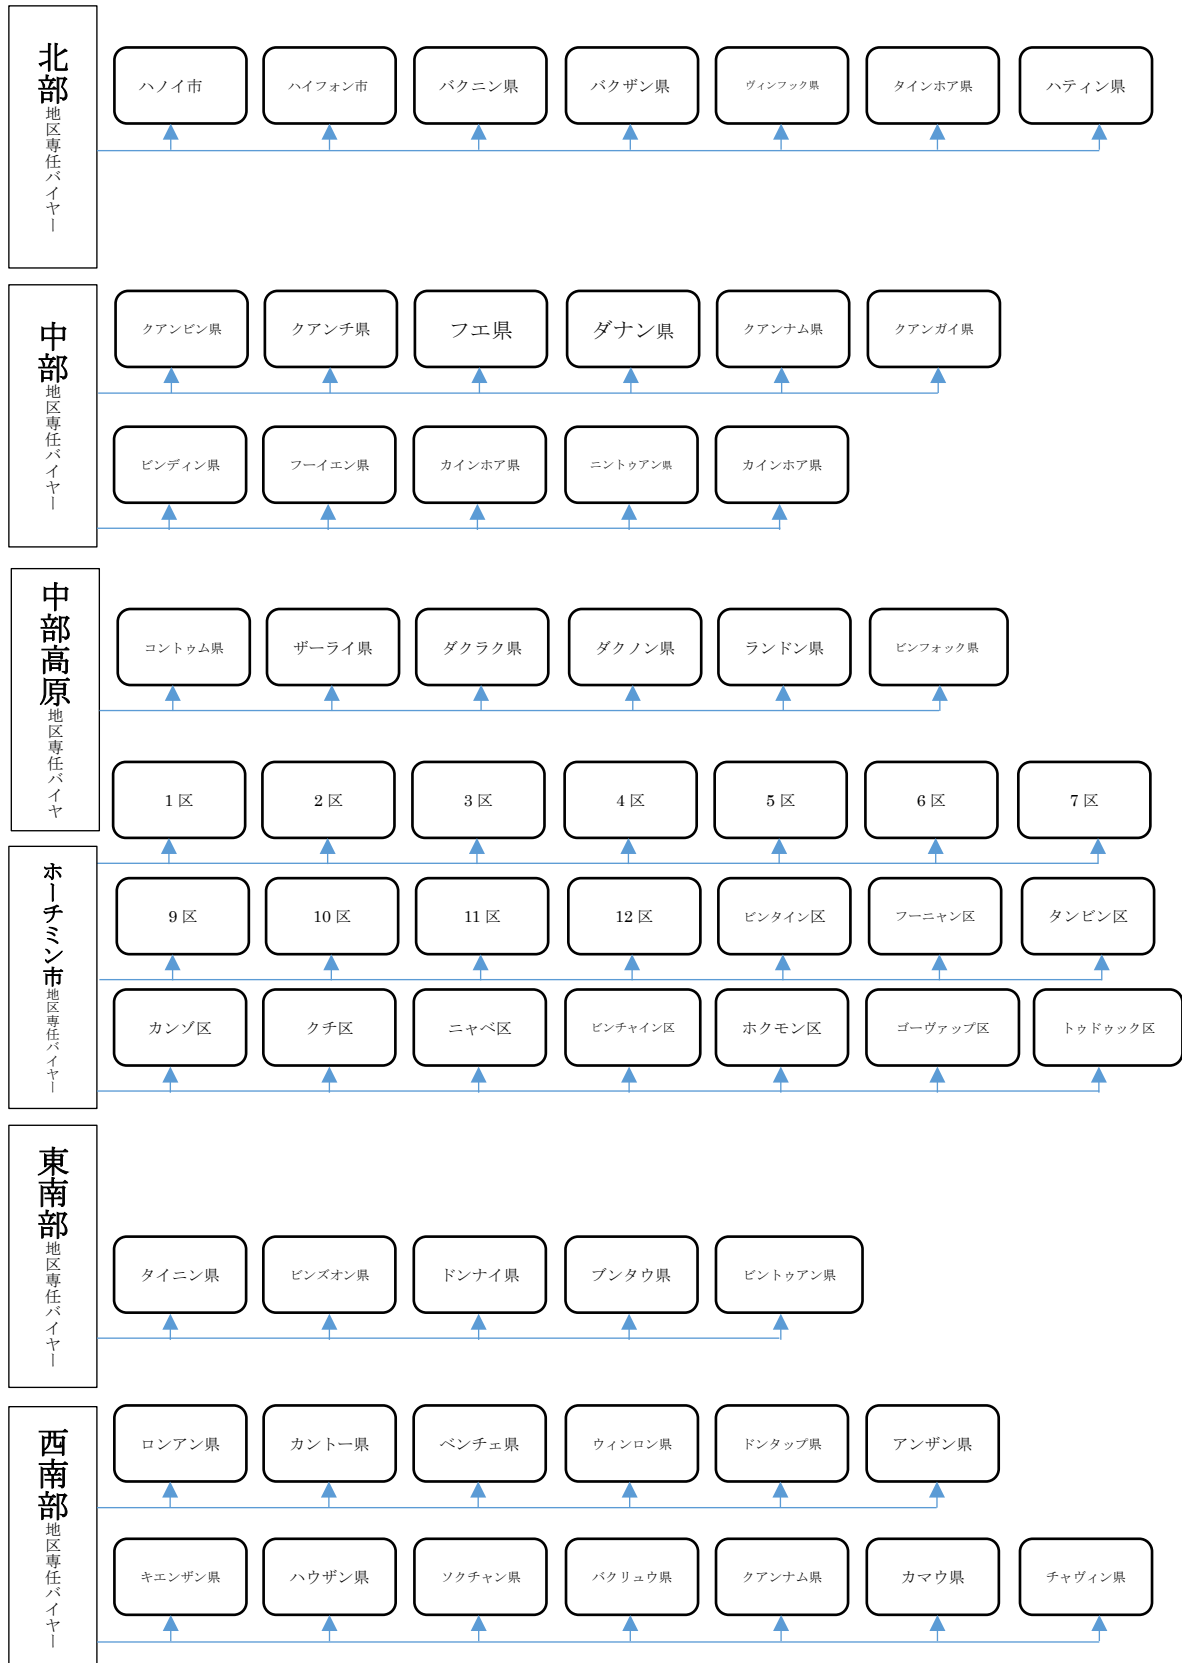 北部地区専任バイヤー
ハノイ市
ハイフォン市
バクニン県
バクザン県
ヴィンフック県
タインホア県
ハティン県
中部地区専任バイヤー
クアンビン県
クアンチ県
フエ県
ダナン県
クアンナム県
クアンガイ県
ビンディン県
フーイエン県
カインホア県
ニントゥアン県
カインホア県
中部高原地区専任バイヤ
コントゥム県
ザーライ県
ダクラク県
ダクノン県
ランドン県
ビンフォック県
ホーチミン市地区専任バイヤー
1 区
2 区
3 区
4 区
5 区
6 区
7 区
9 区
10 区
11 区
12 区
ビンタイン区
フーニャン区
タンビン区
カンゾ区
クチ区
ニャベ区
ビンチャイン区
ホクモン区
ゴーヴァップ区
トゥドゥック区
東南部地区専任バイヤー
タイニン県
ビンズオン県
ドンナイ県
ブンタウ県
ビントゥアン県
西南部地区専任バイヤー
ロンアン県
カントー県
ベンチェ県
ウィンロン県
ドンタップ県
アンザン県
キエンザン県
ハウザン県
ソクチャン県
バクリュウ県
クアンナム県
カマウ県
チャヴィン県